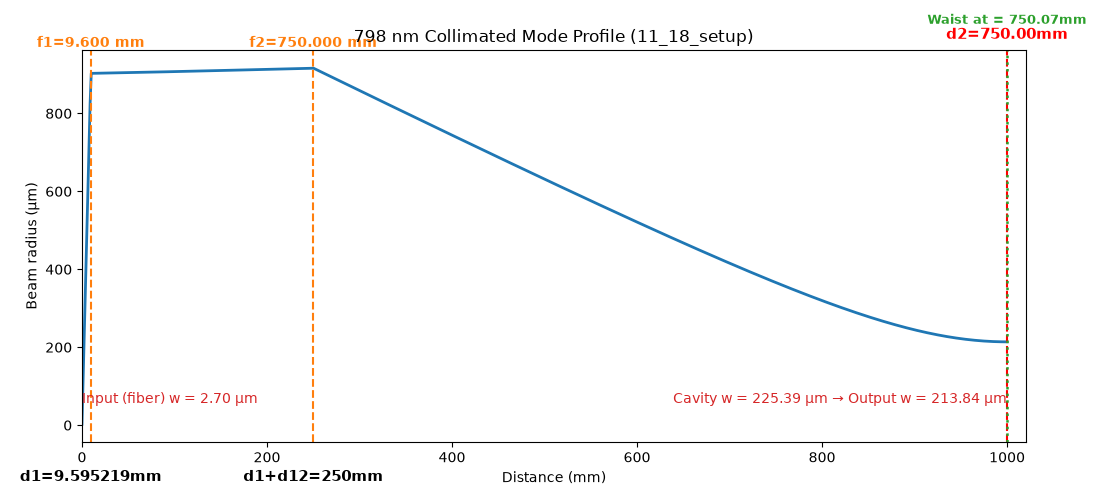 Waist at = 750.07mm
d2=750.00mm
f1=9.600mm
f2=750.000 mm
798 nm Collimated Mode Profile (11_18_setup)
Beam radius (μm)
800
600
400
200
0
Input (fiber) w = 2.70 μm
Cavity w = 225.39 μm → Output w = 213.84 μm
0 200 400 600 800 1000
d1=9.595219mm
d1+d12=250mm
Distance (mm)